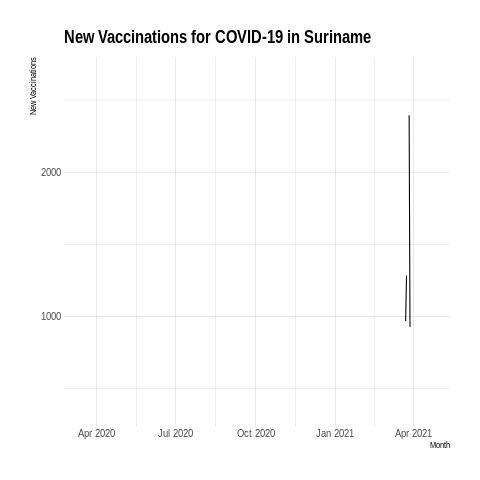 New Vaccinations for COVID-19 in Suriname
New Vaccinations
2000
1000
Apr 2020 Jul 2020 Oct 2020 Jan 2021 Apr 2021
Month